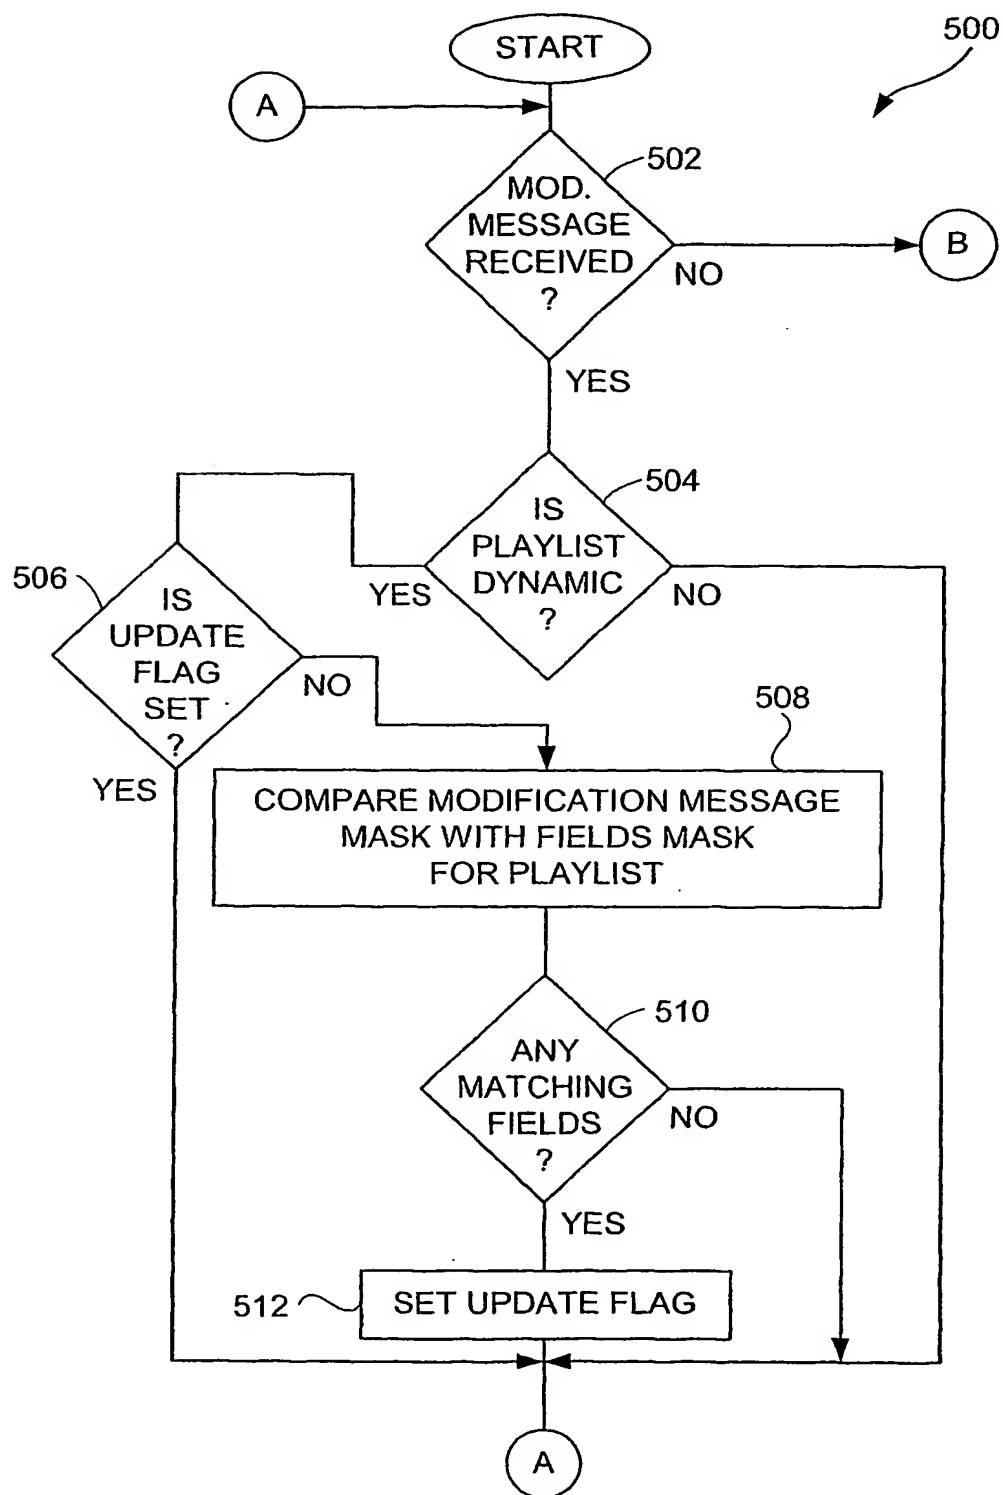 START
500
A
502
MOD.
MESSAGE
RECEIVED
?
NO
B
YES
504
IS
PLAYLIST
DYNAMIC
?
YES
NO
506
IS
UPDATE
FLAG
SET
?
NO
YES
508
COMPARE MODIFICATION MESSAGE
MASK WITH FIELDS MASK
FOR PLAYLIST
510
ANY
MATCHING
FIELDS
?
NO
YES
512
SET UPDATE FLAG
A